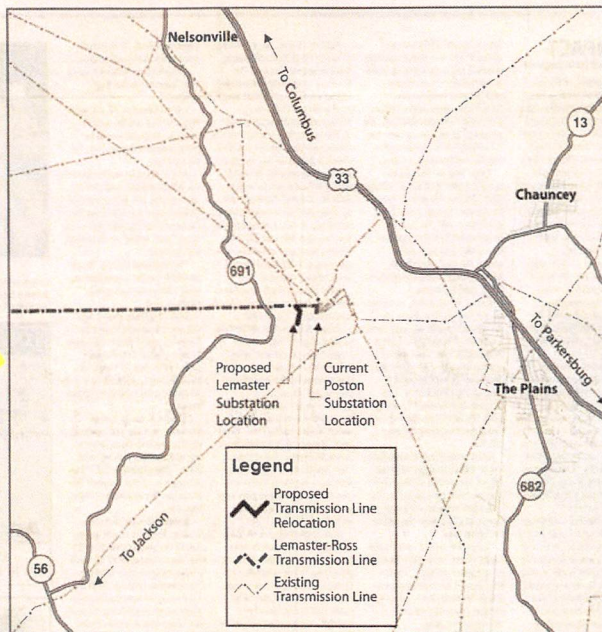 Nelsonville
To Columbus
13
33
Chauncey
691
To Parkersburg
Proposed
Lemaster
Substation
Location
Current
Poston
Substation
Location
The Plains
Legend
Proposed
Transmission Line
Relocation
Lemaster-Ross
Transmission Line
Existing
Transmission Line
682
To Jackson
56